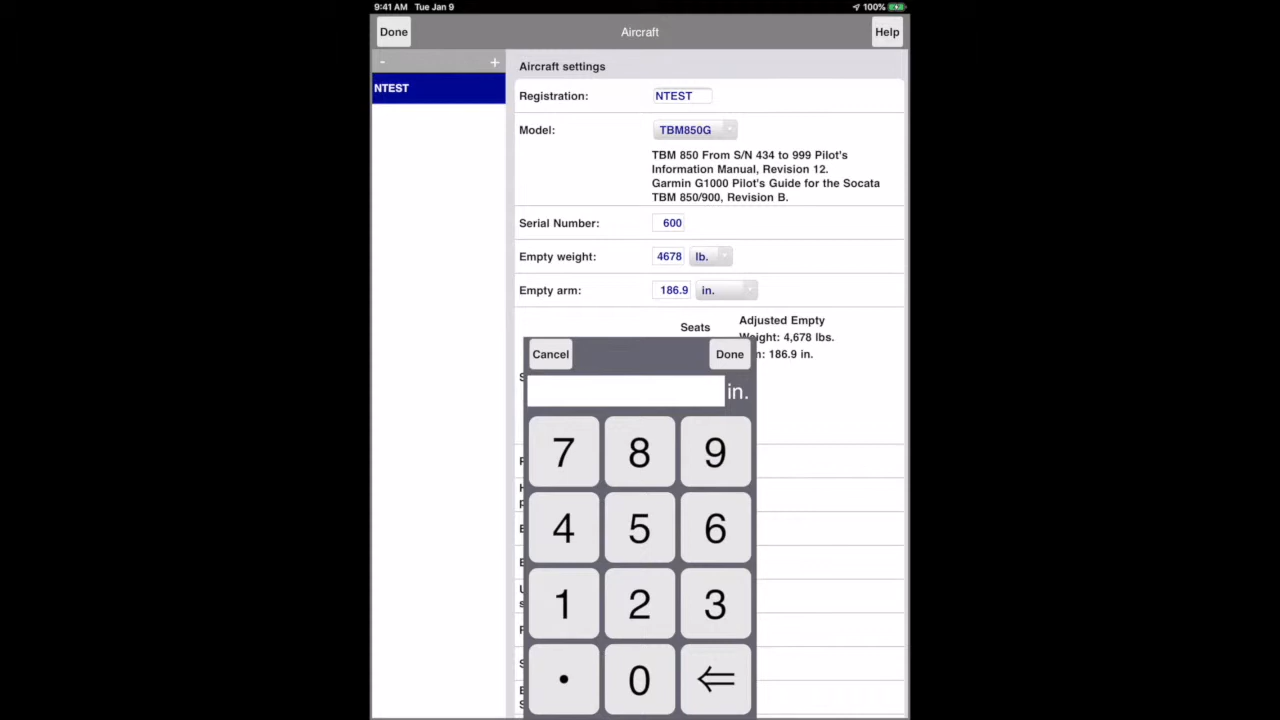 9:41 AM Tue Jan 9
100%
Done
Aircraft
Help
- +
NTEST
Aircraft settings
Registration: NTEST
Model: TBM850G
TBM 850 From S/N 434 to 999 Pilot's
Information Manual, Revision 12.
Garmin G1000 Pilot's Guide for the Socata
TBM 850/900, Revision B.
Serial Number: 600
Empty weight: 4678 lb.
Empty arm: 186.9 in.
Seats
Adjusted Empty
Weight: 4,678 lbs.
186.9 in.
Cancel
Done
in.
7 8 9
4 5 6
1 2 3
. 0 ⇐